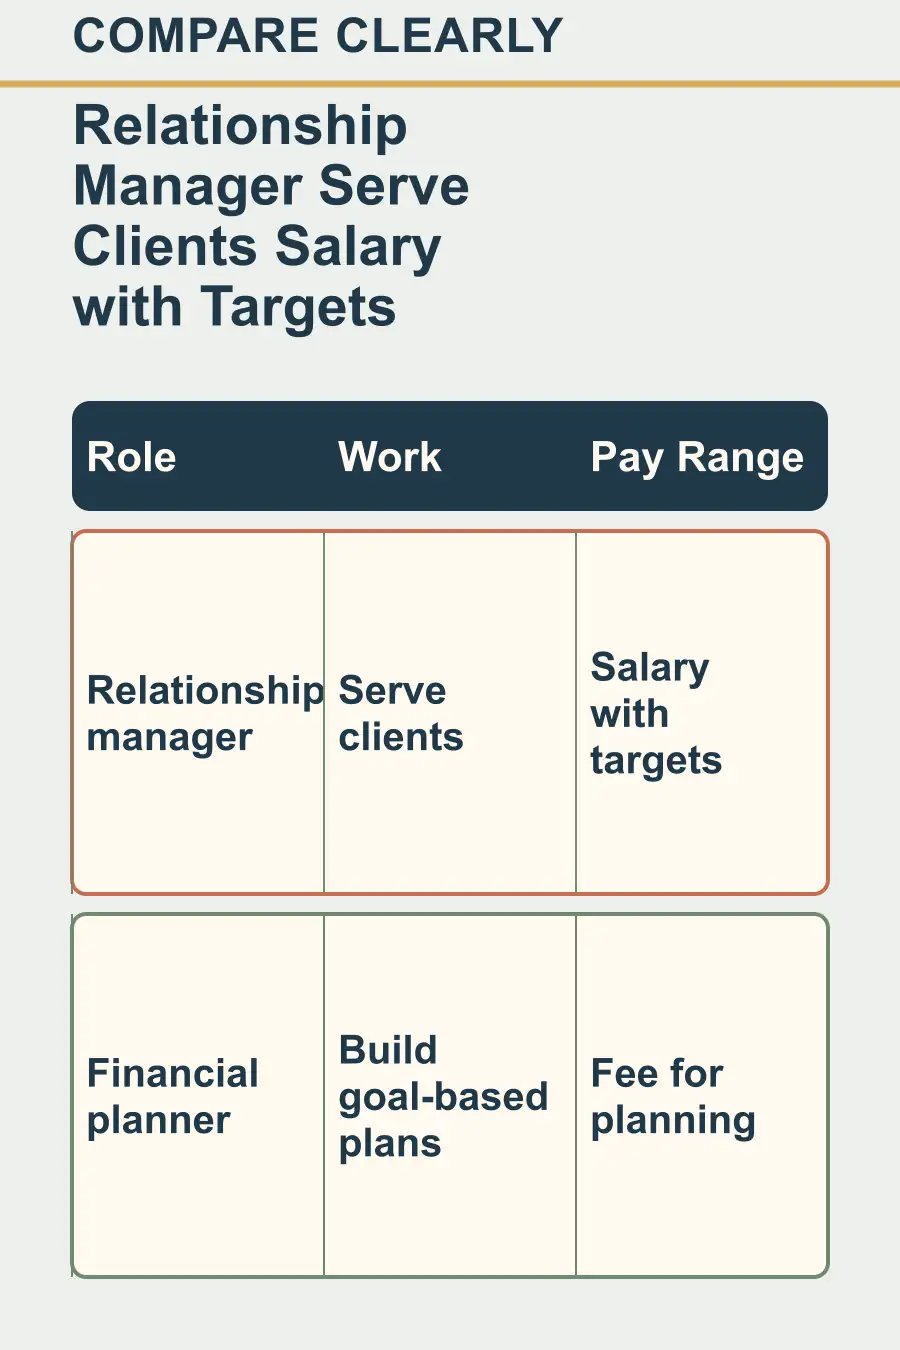 COMPARE CLEARLY
Relationship
Manager Serve
Clients Salary
with Targets
Role Work Pay Range
Relationship
manager
Serve
clients
Salary
with
targets
Financial
planner
Build
goal-based
plans
Fee for
planning